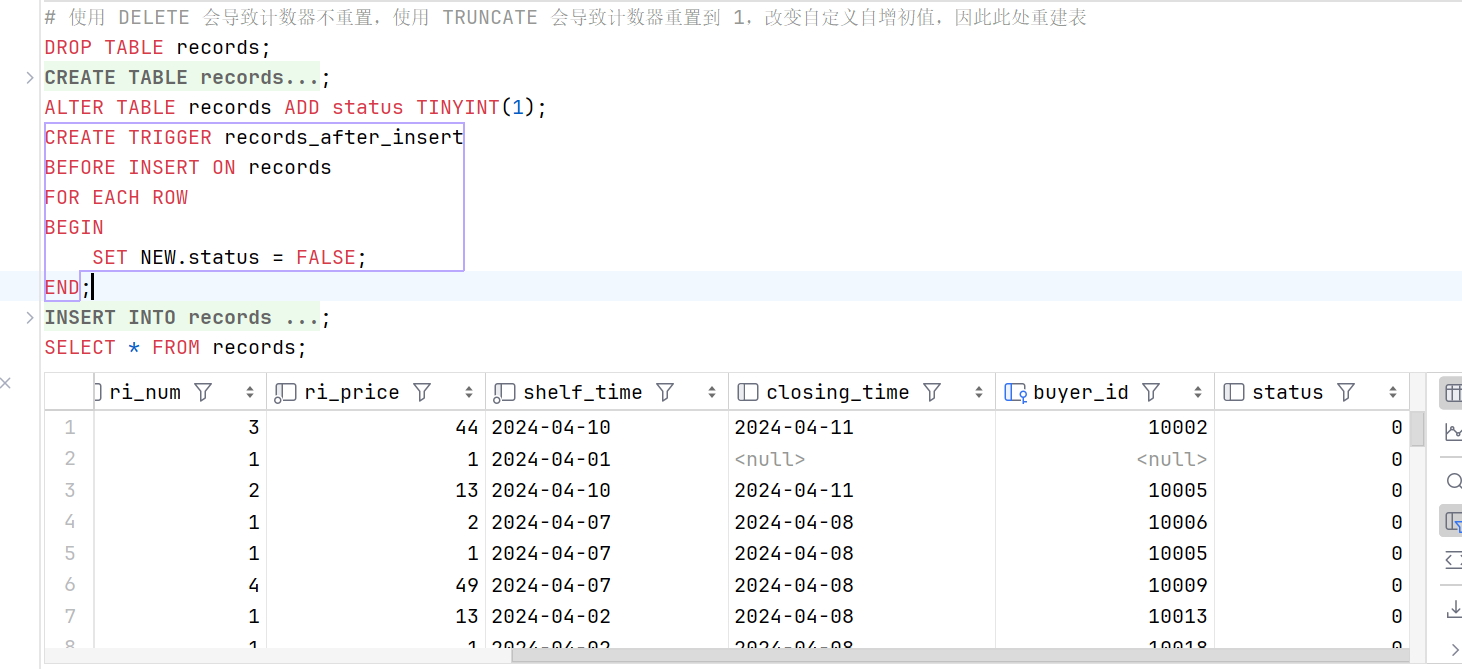 # 使用 DELETE 会导致计数器不重置，使用 TRUNCATE 会导致计数器重置到 1，改变自定义自增初值，因此此处重建表
DROP TABLE records;
CREATE TABLE records...;
ALTER TABLE records ADD status TINYINT(1);
CREATE TRIGGER records_after_insert
BEFORE INSERT ON records
FOR EACH ROW
BEGIN
    SET NEW.status = FALSE;
END;
INSERT INTO records ...;
SELECT * FROM records;
ri_num ri_price shelf_time closing_time buyer_id status
1 3 44 2024-04-10 2024-04-11 10002 0
2 1 1 2024-04-01 <null> <null> 0
3 2 13 2024-04-10 2024-04-11 10005 0
4 1 2 2024-04-07 2024-04-08 10006 0
5 1 1 2024-04-07 2024-04-08 10005 0
6 4 49 2024-04-07 2024-04-08 10009 0
7 1 13 2024-04-02 2024-04-08 10013 0